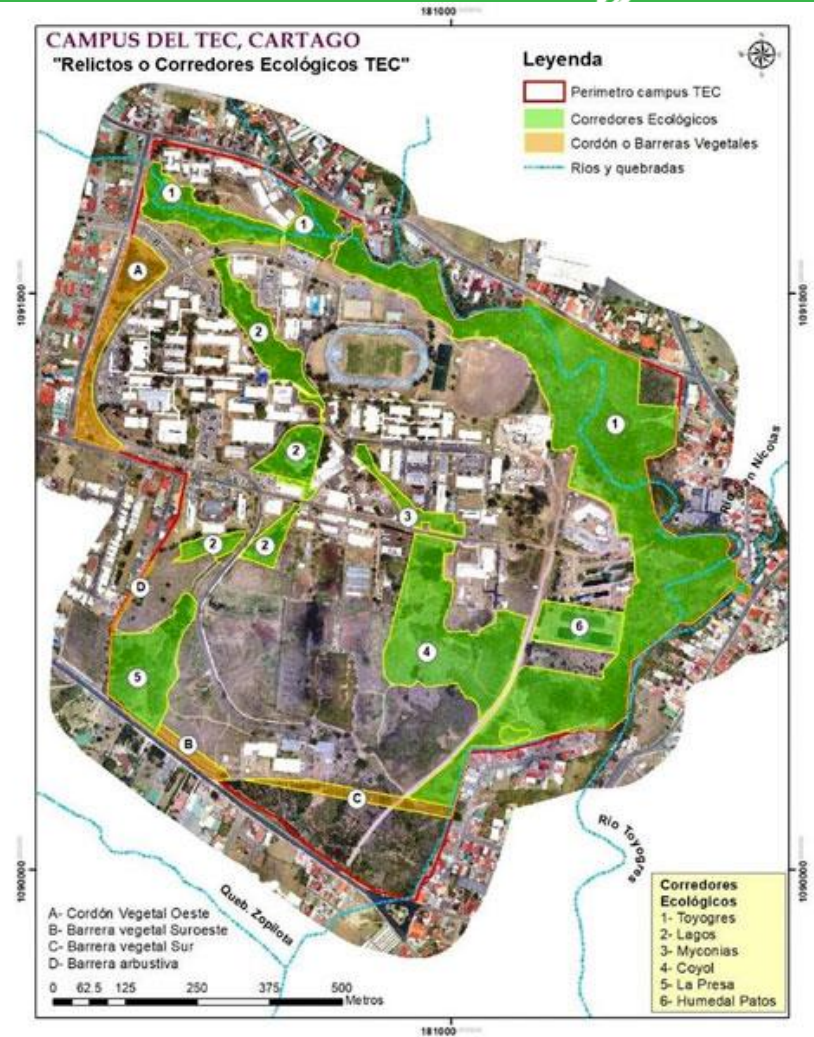 181000
CAMPUS DEL TEC, CARTAGO
"Relictos o Corredores Ecológicos TEC"
Leyenda
Perimetro campus TEC
Corredores Ecológicos
Cordón o Barreras Vegetales
Ríos y quebradas
1
1
A
1091000
1091000
2
1
2
3
2
2
D
6
4
5
B
C
Río Toyogres
Queb. Zopilota
1090000
1090000
A- Cordón Vegetal Oeste
B- Barrera vegetal Suroeste
C- Barrera vegetal Sur
D- Barrera arbustiva
0 62.5 125 250 375 500
Metros
Corredores
Ecológicos
1- Toyogres
2- Lagos
3- Myconias
4- Coyol
5- La Presa
6- Humedal Patos
181000